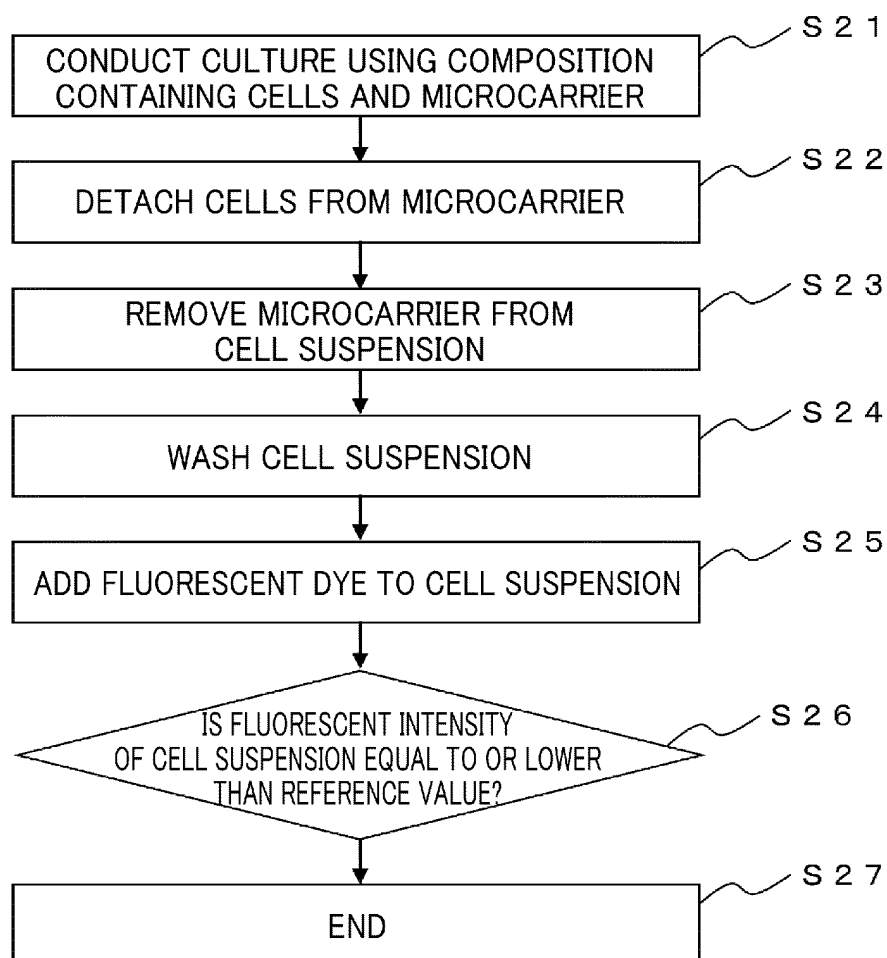 S21
CONDUCT CULTURE USING COMPOSITION
CONTAINING CELLS AND MICROCARRIER
S22
DETACH CELLS FROM MICROCARRIER
S23
REMOVE MICROCARRIER FROM
CELL SUSPENSION
S24
WASH CELL SUSPENSION
S25
ADD FLUORESCENT DYE TO CELL SUSPENSION
S26
IS FLUORESCENT INTENSITY
OF CELL SUSPENSION EQUAL TO OR LOWER
THAN REFERENCE VALUE?
S27
END